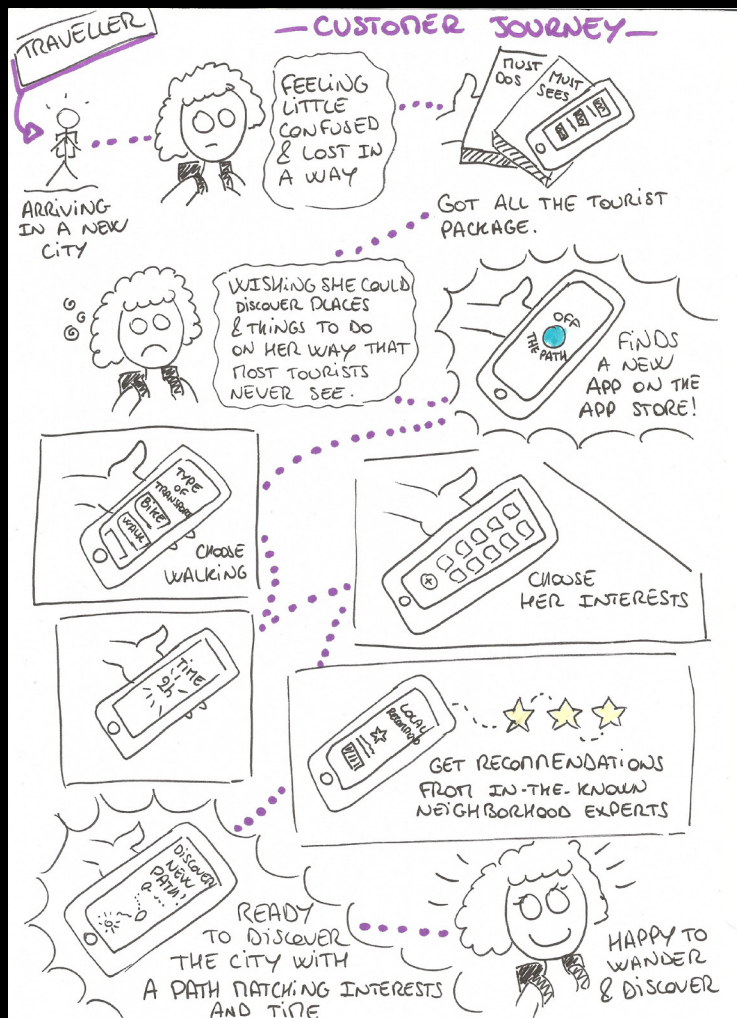 TRAVELLER
— CUSTOMER JOURNEY —
ARRIVING
IN A NEW
CITY
FEELING
LITTLE
CONFUSED
& LOST IN
A WAY
MUST
DOS
MUST
SEES
GOT ALL THE TOURIST
PACKAGE.
WISHING SHE COULD
DISCOVER PLACES
& THINGS TO DO
ON HER WAY THAT
MOST TOURISTS
NEVER SEE.
OFF
THE PATH
FINDS
A NEW
APP ON THE
APP STORE!
TYPE
OF
TRANSPORT
BIKE
WALK
CHOOSE
WALKING
CHOOSE
HER INTERESTS
TIME
2h
LOCAL
GET RECOMMENDATIONS
FROM IN-THE-KNOWN
NEIGHBORHOOD EXPERTS
DISCOVER
NEW
PATH!
READY
TO DISCOVER
THE CITY WITH
A PATH MATCHING INTERESTS
AND TIME
HAPPY TO
WANDER
& DISCOVER